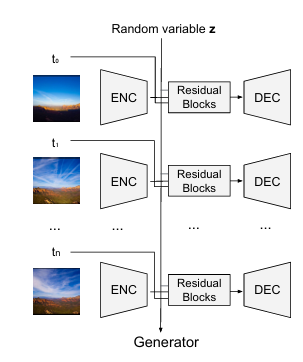 Random variable z
t₀
ENC
Residual
Blocks
DEC
t₁
ENC
Residual
Blocks
DEC
... ... ... ...
tn
ENC
Residual
Blocks
DEC
Generator